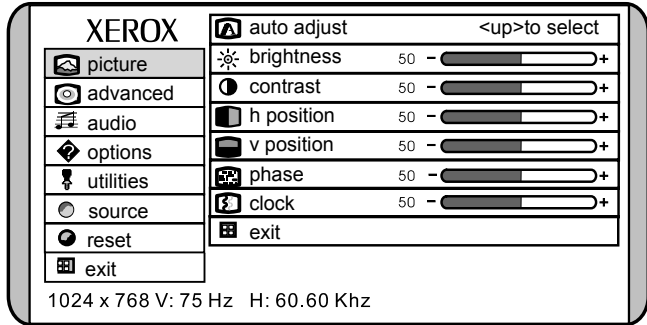 XEROX
picture
advanced
audio
options
utilities
source
reset
exit
auto adjust <up>to select
brightness 50 - +
contrast 50 - +
h position 50 - +
v position 50 - +
phase 50 - +
clock 50 - +
exit
1024 x 768 V: 75 Hz H: 60.60 Khz